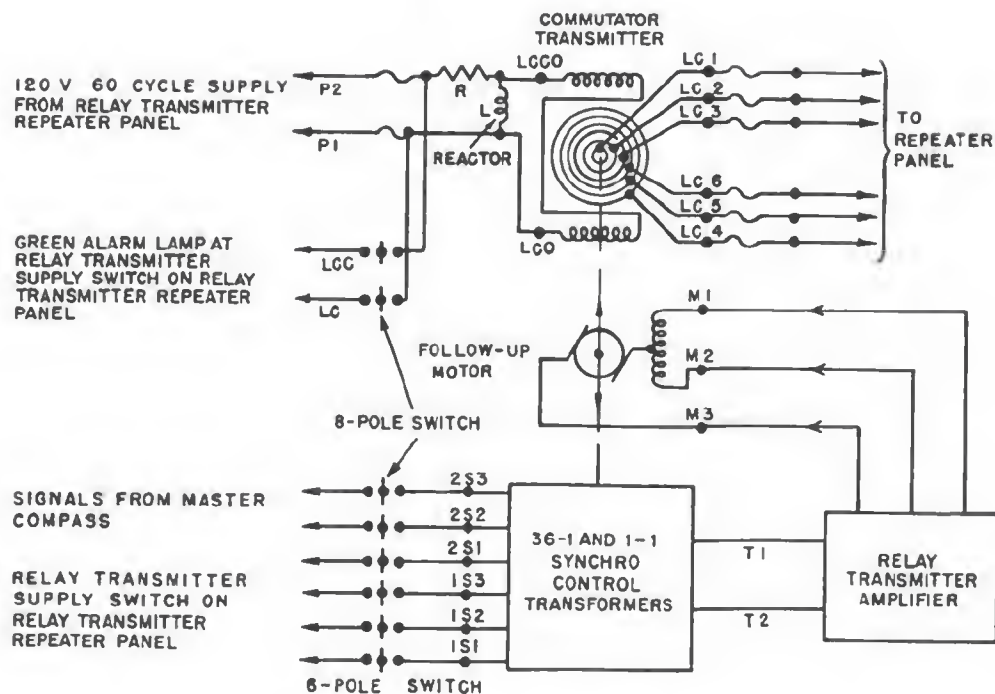 COMMUTATOR
TRANSMITTER
120 V 60 CYCLE SUPPLY
FROM RELAY TRANSMITTER
REPEATER PANEL
P2
R
LCCO
LC 1
LC 2
LC 3
L
P1
REACTOR
TO
REPEATER
PANEL
LC 6
LC 5
LC 4
LCO
GREEN ALARM LAMP AT
RELAY TRANSMITTER
SUPPLY SWITCH ON RELAY
TRANSMITTER REPEATER
PANEL
LCC
LC
M1
FOLLOW-UP
MOTOR
M2
M3
8-POLE SWITCH
SIGNALS FROM MASTER
COMPASS
2S3
2S2
2S1
1S3
1S2
1S1
RELAY TRANSMITTER
SUPPLY SWITCH ON
RELAY TRANSMITTER
REPEATER PANEL
36-1 AND 1-1
SYNCHRO
CONTROL
TRANSFORMERS
T1
T2
RELAY
TRANSMITTER
AMPLIFIER
6-POLE SWITCH